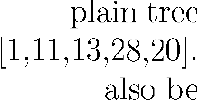 plain tree
[1,11,13,28,20].
also be